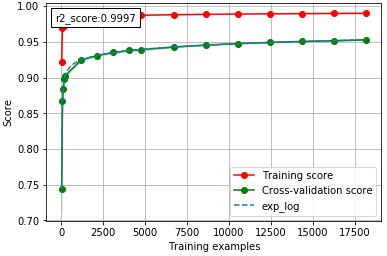 r2_score:0.9997
1.00
0.95
0.90
0.85
0.80
0.75
0.70
Score
Training score
Cross-validation score
exp_log
0 2500 5000 7500 10000 12500 15000 17500
Training examples